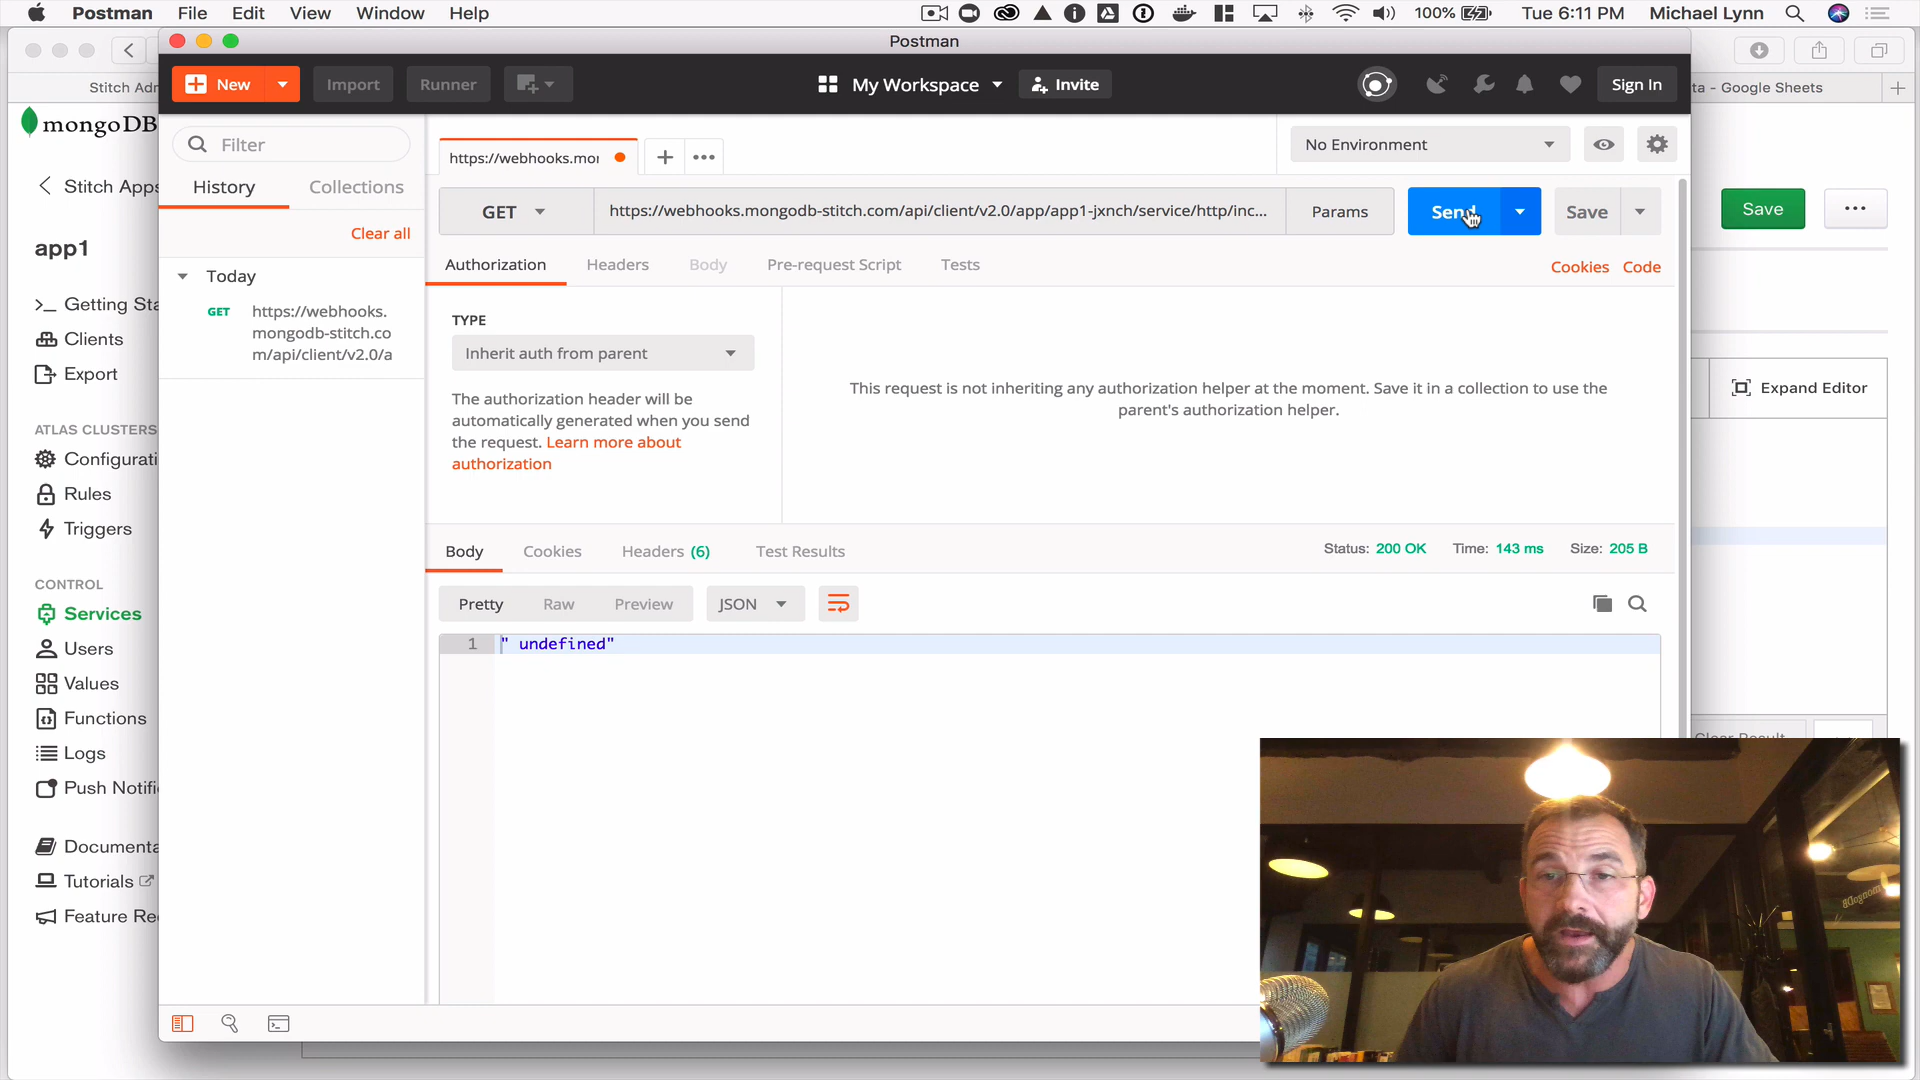 Postman File Edit View Window Help
100% Tue 6:11 PM Michael Lynn
Postman
Stitch Adr
ta - Google Sheets
New Import Runner
My Workspace Invite
Sign In
mongoDB
Filter
History Collections
Clear all
Today
GET https://webhooks.
mongodb-stitch.co
m/api/client/v2.0/a
Stitch Apps
app1
Getting Sta
Clients
Export
ATLAS CLUSTERS
Configurati
Rules
Triggers
CONTROL
Services
Users
Values
Functions
Logs
Push Notifi
Documenta
Tutorials
Feature Re
https://webhooks.moi
No Environment
GET https://webhooks.mongodb-stitch.com/api/client/v2.0/app/app1-jxnch/service/http/inc... Params Send Save
Save
Authorization Headers Body Pre-request Script Tests Cookies Code
TYPE
Inherit auth from parent
The authorization header will be
automatically generated when you send
the request. Learn more about
authorization
This request is not inheriting any authorization helper at the moment. Save it in a collection to use the
parent's authorization helper.
Expand Editor
Body Cookies Headers (6) Test Results Status: 200 OK Time: 143 ms Size: 205 B
Pretty Raw Preview JSON
1 " undefined"
Clear Result
mongoDB